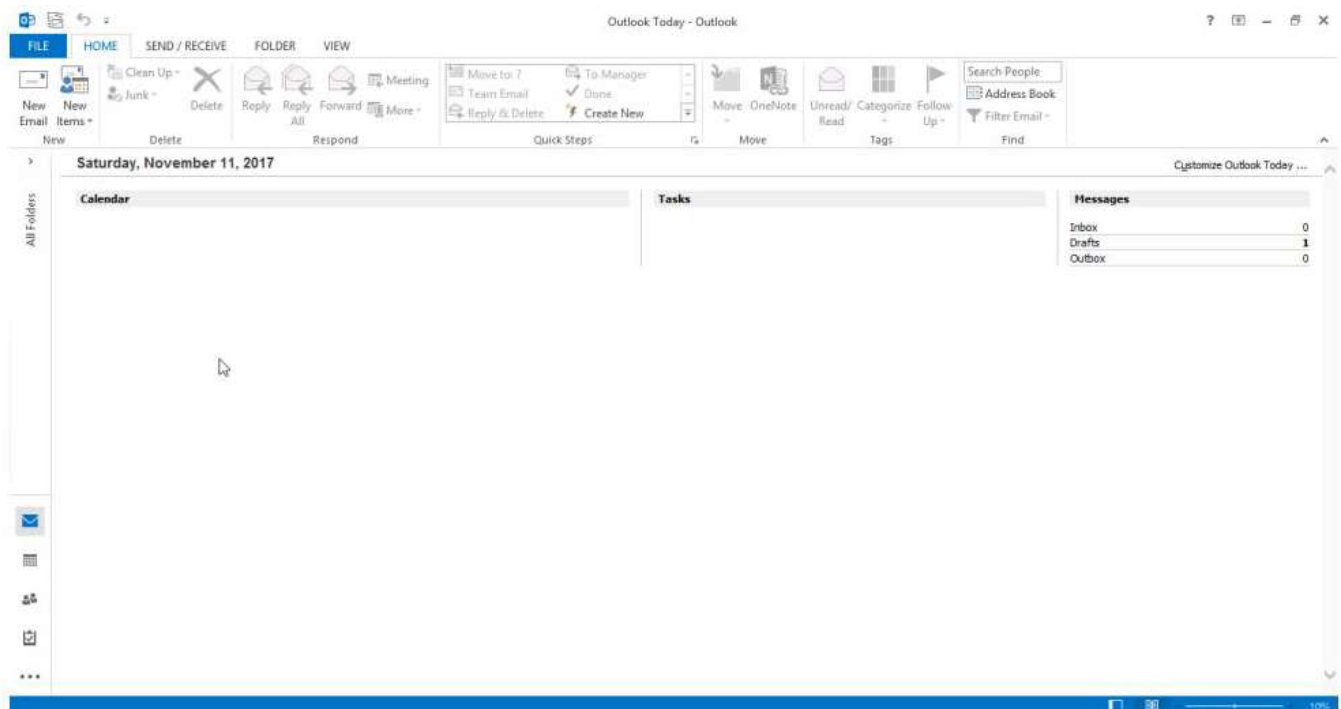 Outlook Today - Outlook
?
FILE HOME SEND / RECEIVE FOLDER VIEW
New Email
New Items
Clean Up
Junk
Delete
Reply
Reply All
Forward
Meeting
More
Move to: ?
Team Email
Reply & Delete
To Manager
Done
Create New
Move
OneNote
Unread/ Read
Categorize
Follow Up
Search People
Address Book
Filter Email
New Delete Respond Quick Steps Move Tags Find
Saturday, November 11, 2017
Customize Outlook Today ...
All Folders
Calendar
Tasks
Messages
Inbox 0
Drafts 1
Outbox 0
10%